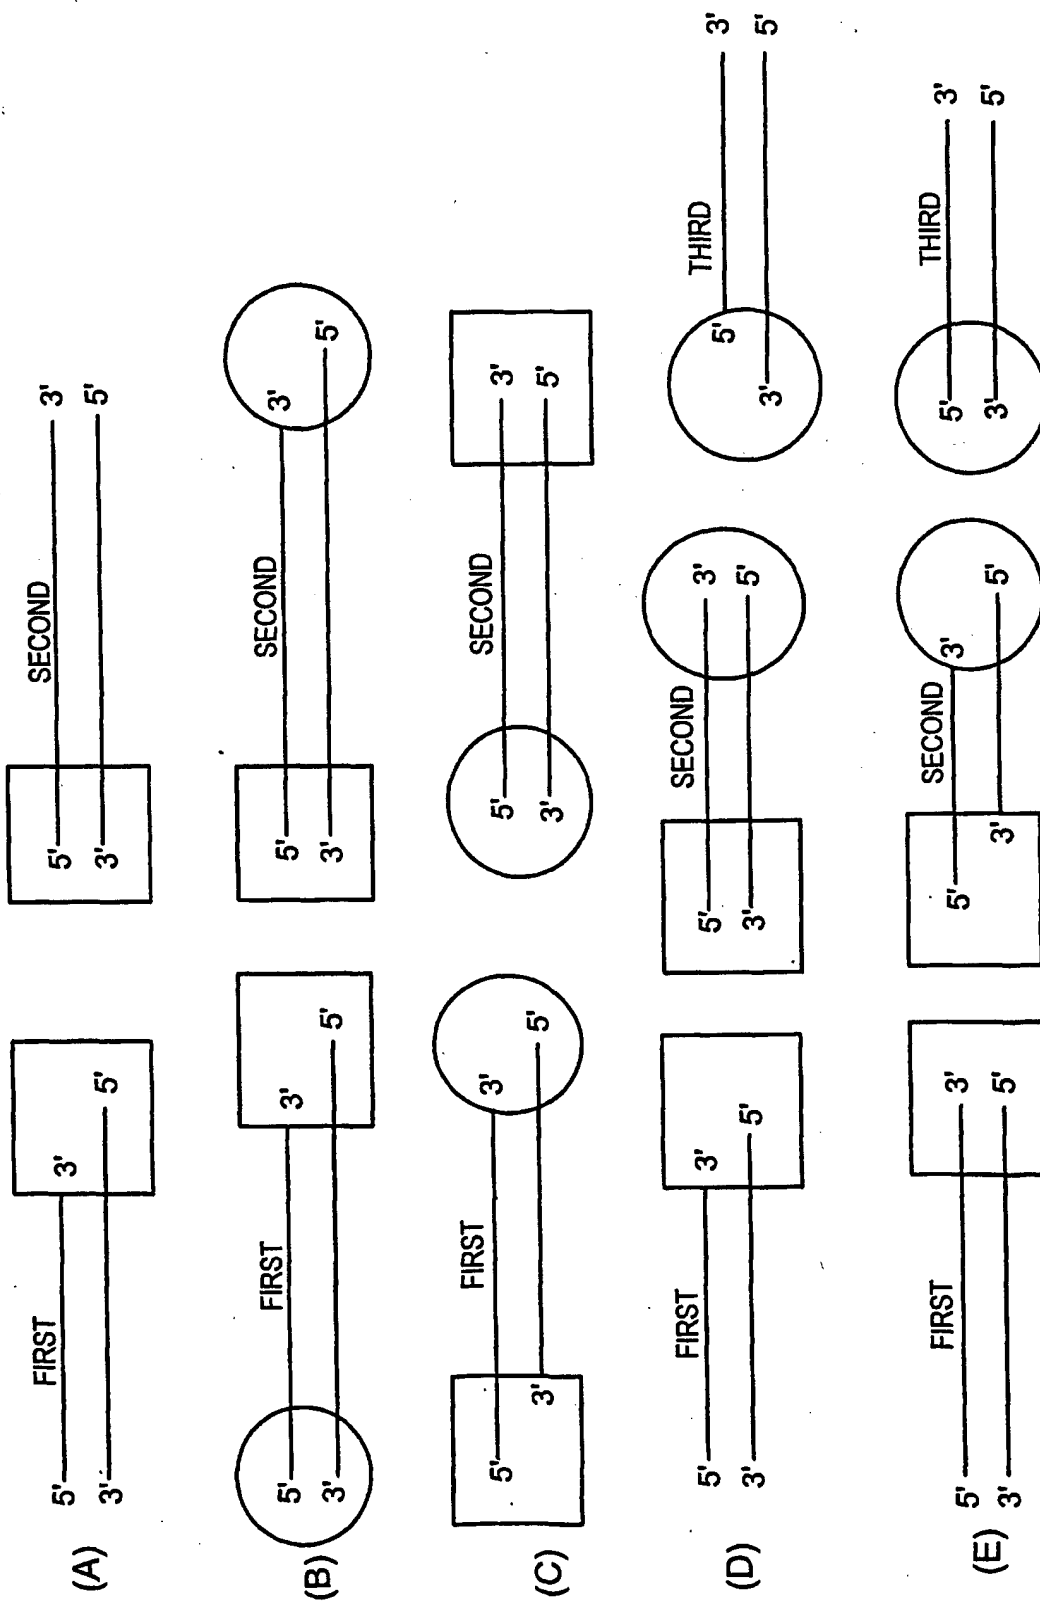 (A)
FIRST SECOND
5' 3' 5' 3'
3' 5' 3' 5'
(B)
FIRST SECOND
5' 3' 5' 3'
3' 5' 3' 5'
(C)
FIRST SECOND
5' 3' 5' 3'
3' 5' 3' 5'
(D)
FIRST SECOND THIRD
5' 3' 5' 3' 5' 3'
3' 5' 3' 5' 3' 5'
(E)
FIRST SECOND THIRD
5' 3' 5' 3' 5' 3'
3' 5' 3' 5' 3' 5'